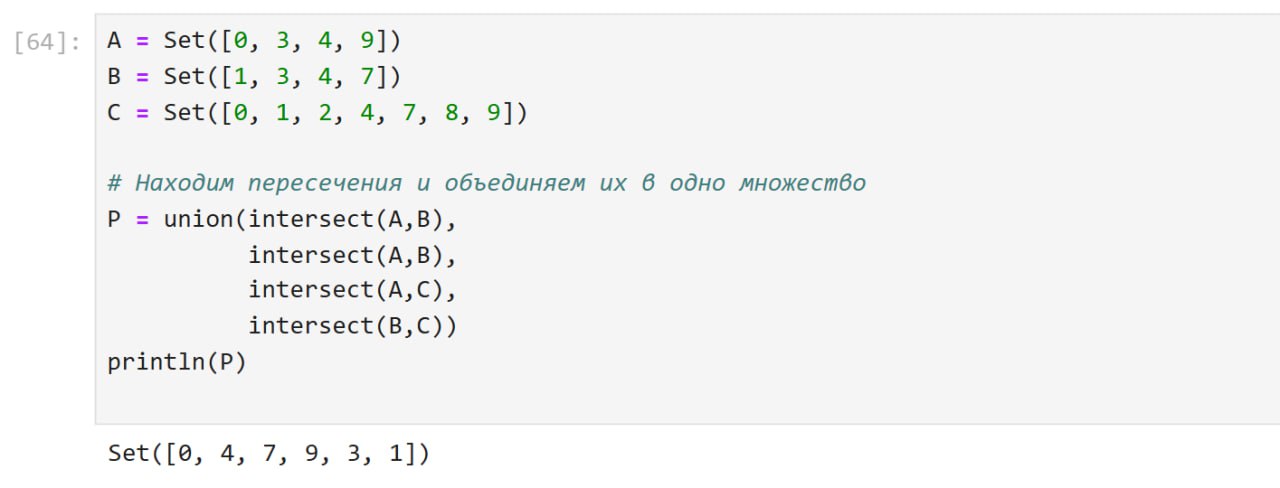 [64]:
A = Set([0, 3, 4, 9])
B = Set([1, 3, 4, 7])
C = Set([0, 1, 2, 4, 7, 8, 9])
# Находим пересечения и объединяем их в одно множество
P = union(intersect(A,B),
intersect(A,B),
intersect(A,C),
intersect(B,C))
println(P)
Set([0, 4, 7, 9, 3, 1])